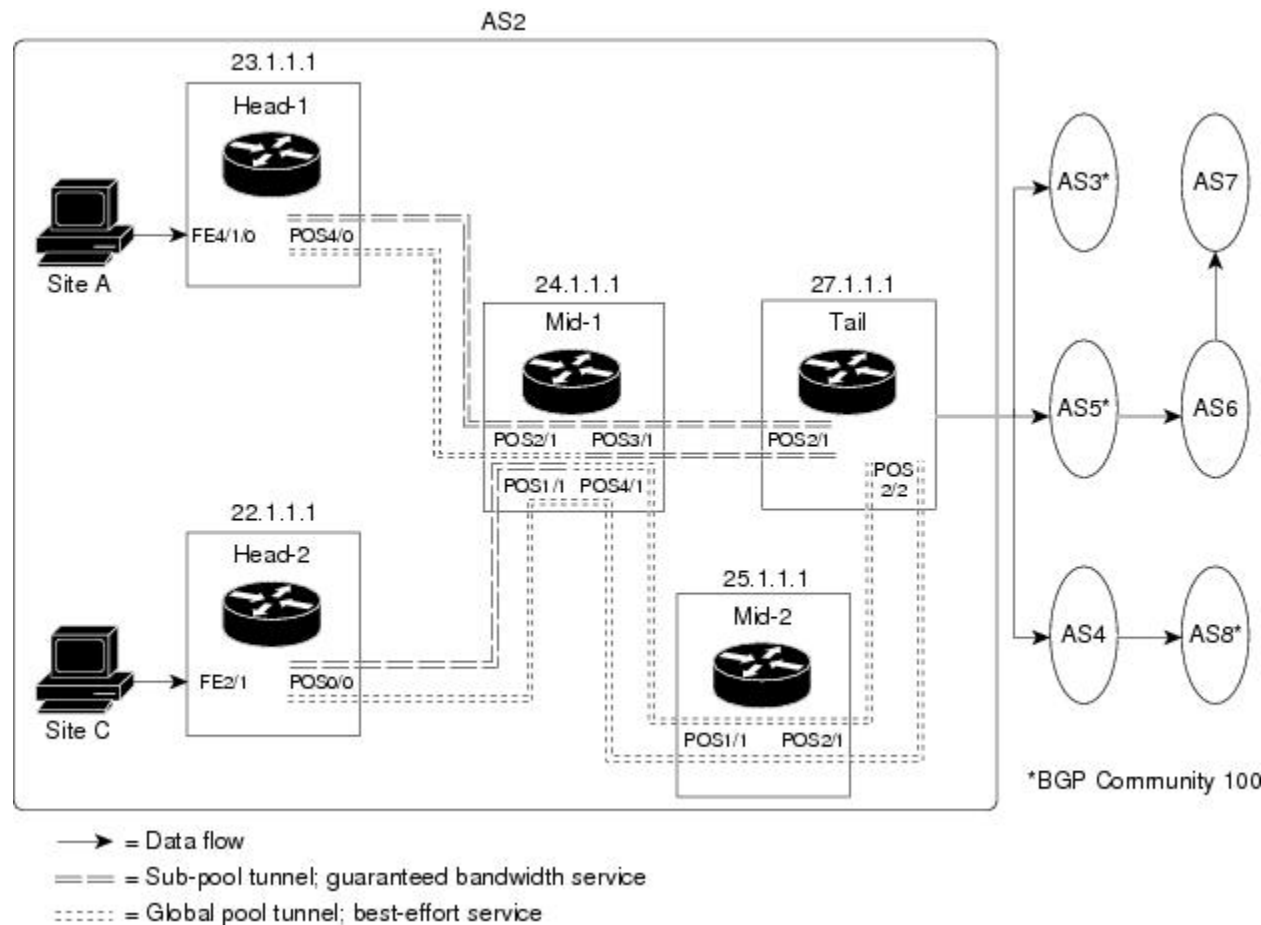 AS2
23.1.1.1
Head-1
FE4/1/0
POS4/0
Site A
24.1.1.1
Mid-1
POS2/1
POS3/1
POS1/1
POS4/1
27.1.1.1
Tail
POS2/1
POS
2/2
22.1.1.1
Head-2
FE2/1
POS0/0
Site C
25.1.1.1
Mid-2
POS1/1
POS2/1
AS3*
AS7
AS5*
AS6
AS4
AS8*
*BGP Community 100
= Data flow
= Sub-pool tunnel; guaranteed bandwidth service
= Global pool tunnel; best-effort service